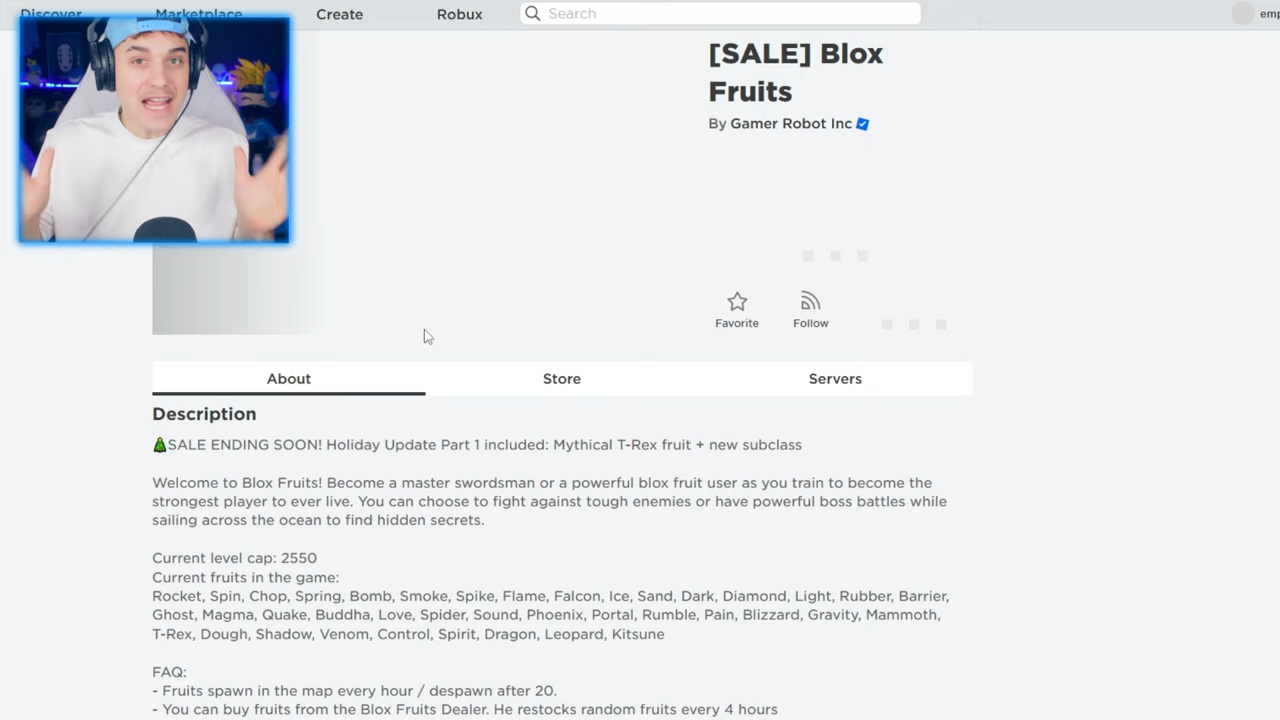 Discover Marketplace Create Robux Search emp
[SALE] Blox
Fruits
By Gamer Robot Inc
Favorite Follow
About Store Servers
Description
🎄SALE ENDING SOON! Holiday Update Part 1 included: Mythical T-Rex fruit + new subclass
Welcome to Blox Fruits! Become a master swordsman or a powerful blox fruit user as you train to become the
strongest player to ever live. You can choose to fight against tough enemies or have powerful boss battles while
sailing across the ocean to find hidden secrets.
Current level cap: 2550
Current fruits in the game:
Rocket, Spin, Chop, Spring, Bomb, Smoke, Spike, Flame, Falcon, Ice, Sand, Dark, Diamond, Light, Rubber, Barrier,
Ghost, Magma, Quake, Buddha, Love, Spider, Sound, Phoenix, Portal, Rumble, Pain, Blizzard, Gravity, Mammoth,
T-Rex, Dough, Shadow, Venom, Control, Spirit, Dragon, Leopard, Kitsune
FAQ:
- Fruits spawn in the map every hour / despawn after 20.
- You can buy fruits from the Blox Fruits Dealer. He restocks random fruits every 4 hours